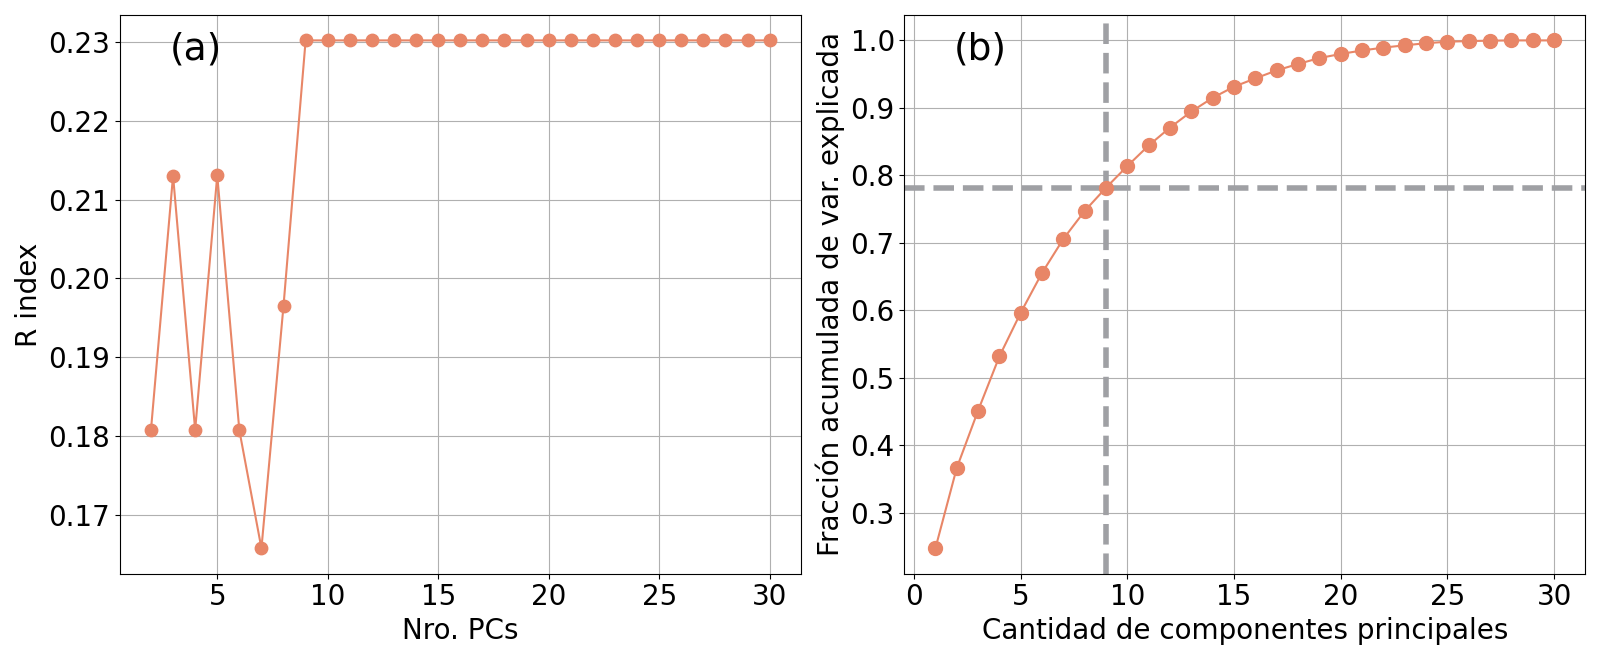 (a)
R index
0.23
0.22
0.21
0.20
0.19
0.18
0.17
5 10 15 20 25 30
Nro. PCs
(b)
Fracción acumulada de var. explicada
1.0
0.9
0.8
0.7
0.6
0.5
0.4
0.3
0 5 10 15 20 25 30
Cantidad de componentes principales